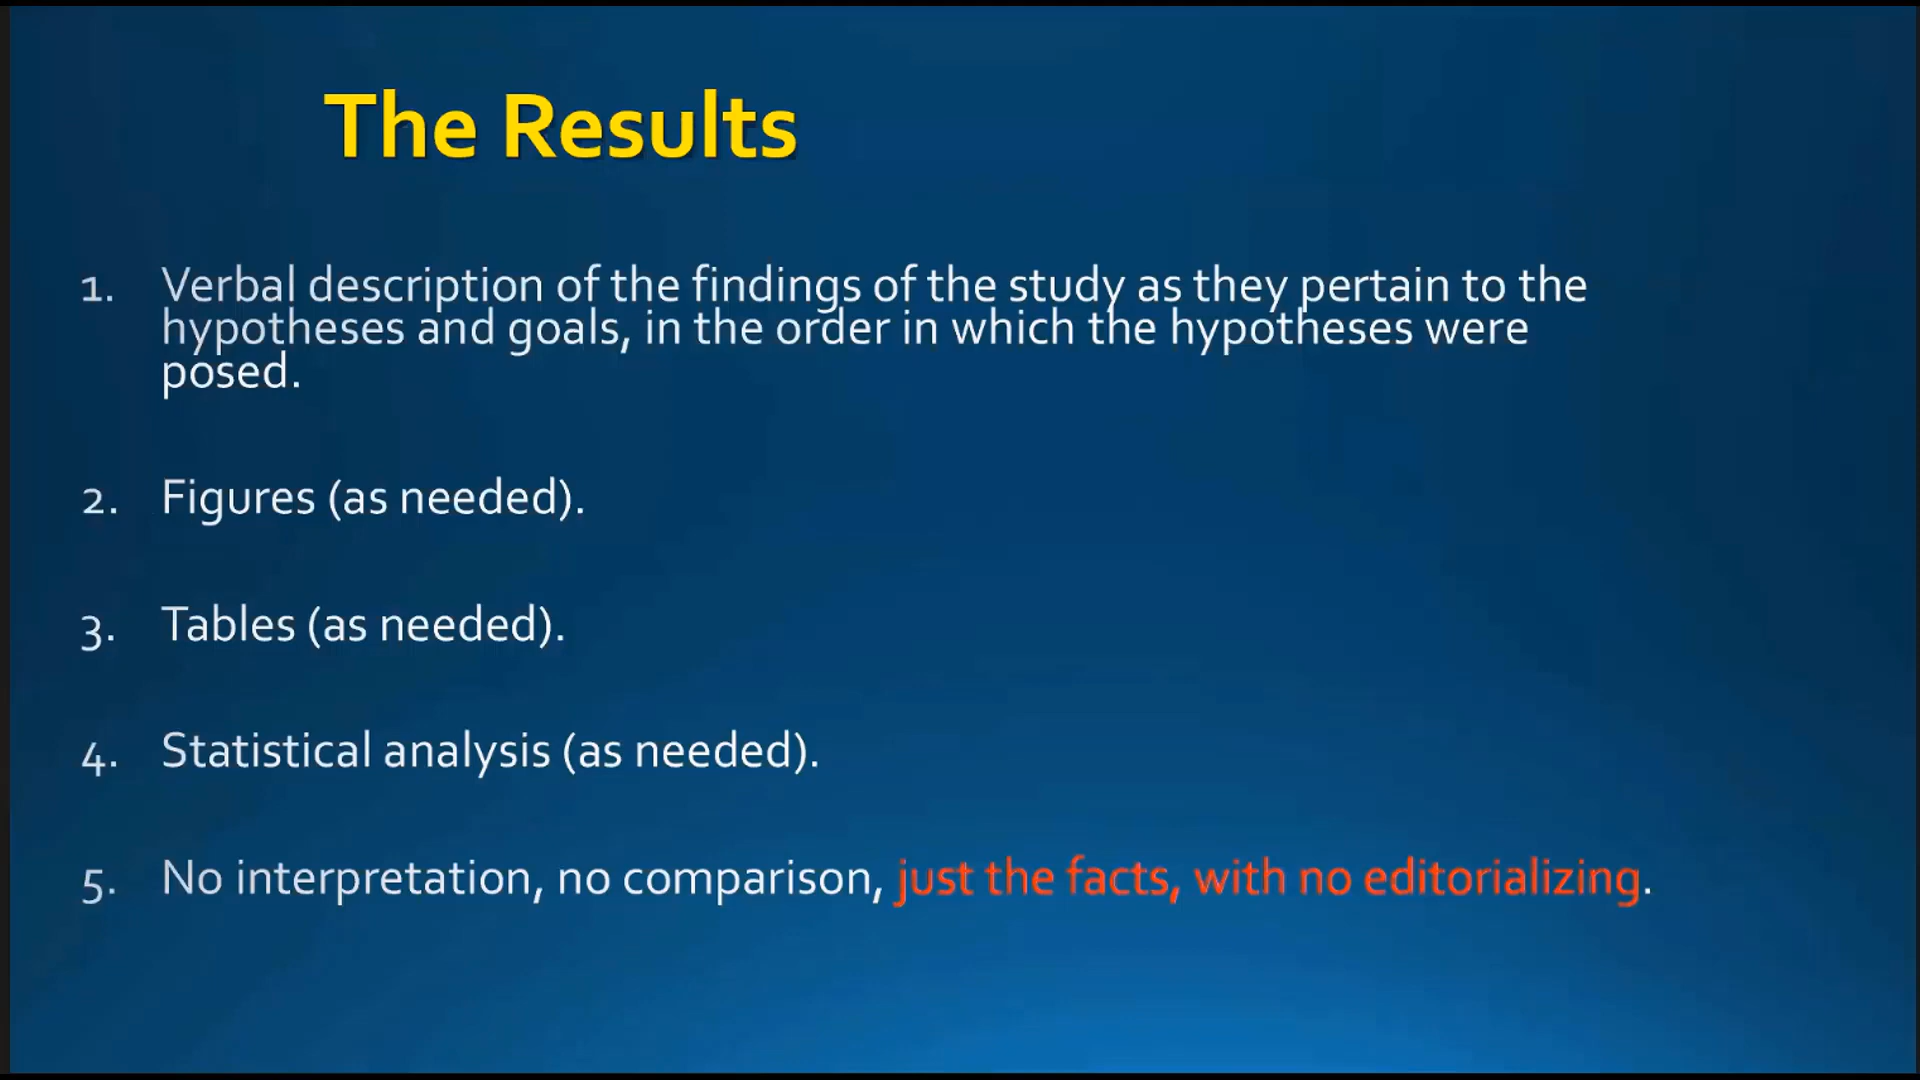 The Results
1. Verbal description of the findings of the study as they pertain to the
hypotheses and goals, in the order in which the hypotheses were
posed.
2. Figures (as needed).
3. Tables (as needed).
4. Statistical analysis (as needed).
5. No interpretation, no comparison, just the facts, with no editorializing.